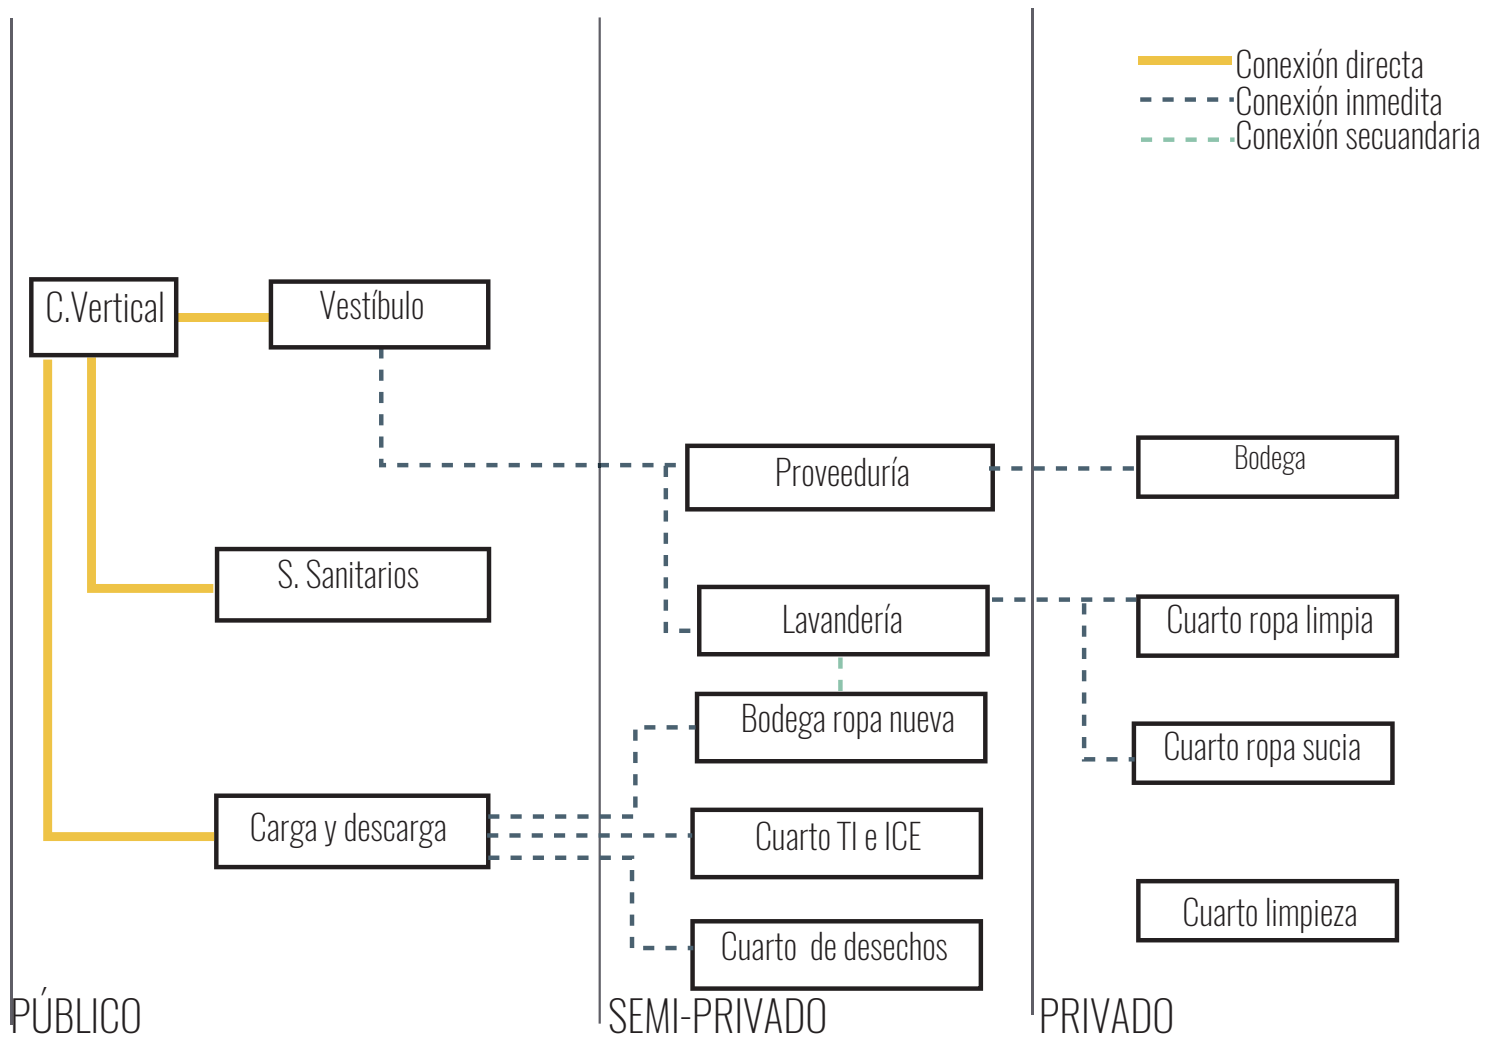 Conexión directa
Conexión inmedita
Conexión secuandaria
C.Vertical
Vestíbulo
Proveeduría
Bodega
S. Sanitarios
Lavandería
Cuarto ropa limpia
Bodega ropa nueva
Cuarto ropa sucia
Carga y descarga
Cuarto TI e ICE
Cuarto limpieza
Cuarto de desechos
PÚBLICO
SEMI-PRIVADO
PRIVADO